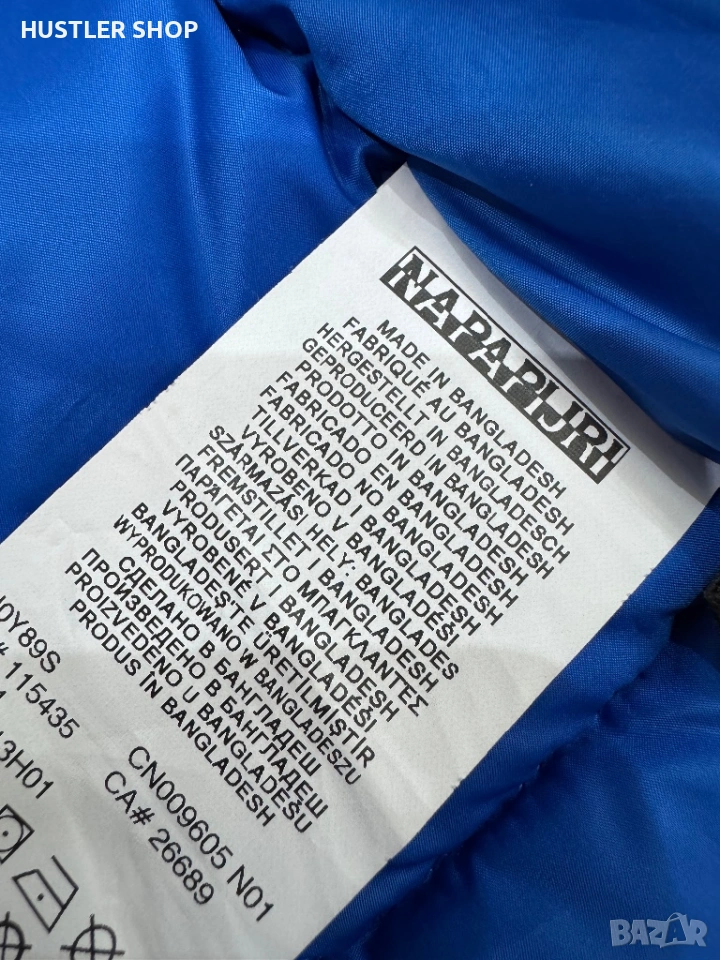 HUSTLER SHOP
NAPAPIJRI
MADE IN BANGLADESH
FABRIQUÉ AU BANGLADESH
HERGESTELLT IN BANGLADESH
GEPRODUCEERD IN BANGLADESCH
PRODOTTO IN BANGLADESH
FABRICADO EN BANGLADESH
FABRICADO NO BANGLADESH
TILLVERKAD I BANGLADESH
VYROBENO V BANGLADÉŠI
SZÁRMAZÁSI HELY: BANGLADES
FREMSTILLET I BANGLADESH
ΠΑΡΑΓΕΤΑΙ ΣΤΟ ΜΠΑΓΚΛΑΝΤΕΣ
PRODUSERT I BANGLADESH
VYROBENÉ V BANGLADÉŠI
BANGLADEŞ'TE ÜRETILMIŞTIR
WYPRODUKOWANO W BANGLADESZU
СДЕЛАНО В БАНГЛАДЕШ
ПРОИЗВЕДЕНО В БАНГЛАДЕШ
PROIZVEDENO U BANGLADEŠU
PRODUS ÎN BANGLADESH
0Y89S
# 115435
CN009605 N01
3H01
CA# 26689
BAZAR